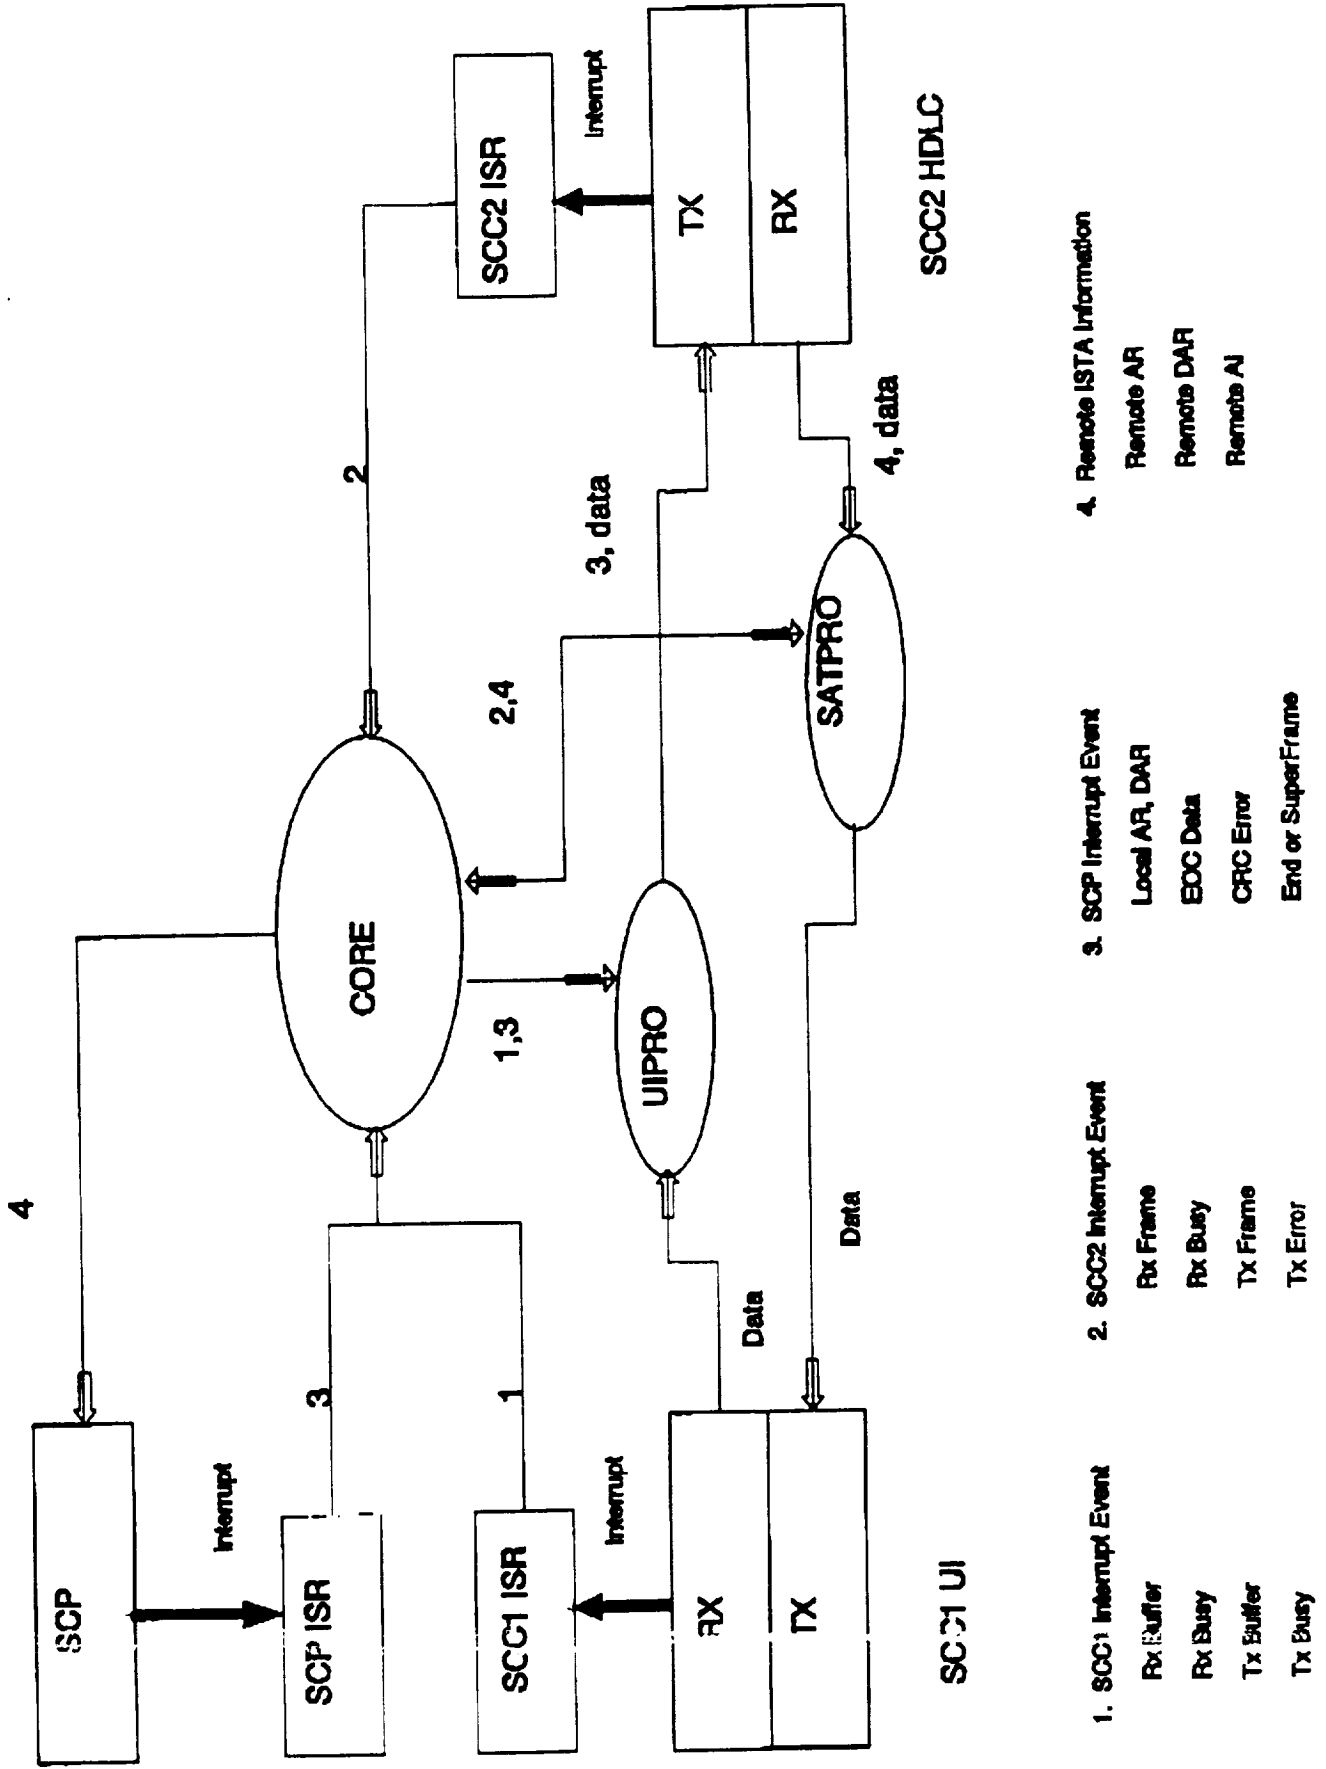 4
SCP
Interrupt
SCP ISR
3
CORE
2
SCC2 ISR
Interrupt
SCC1 ISR
1
Interrupt
1,3
2,4
3, data
TX
RX
UIPRO
RX
TX
Data
SATPRO
4, data
Data
SCC1 UI
SCC2 HDLC
1. SCC1 Interrupt Event
Rx Buffer
Rx Busy
Tx Buffer
Tx Busy
2. SCC2 Interrupt Event
Rx Frame
Rx Busy
Tx Frame
Tx Error
3. SCP Interrupt Event
Local AR, DAR
EOC Data
CRC Error
End or SuperFrame
4. Remote ISTA Information
Remote AR
Remote DAR
Remote AI